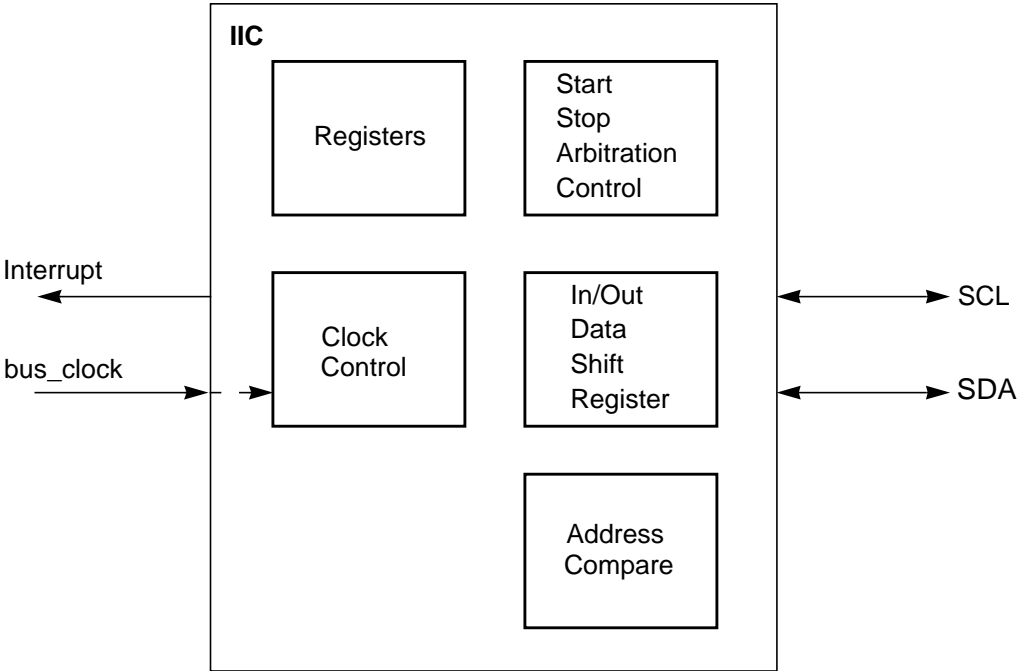 IIC
Registers
Start
Stop
Arbitration
Control
Interrupt
bus_clock
Clock
Control
In/Out
Data
Shift
Register
SCL
SDA
Address
Compare